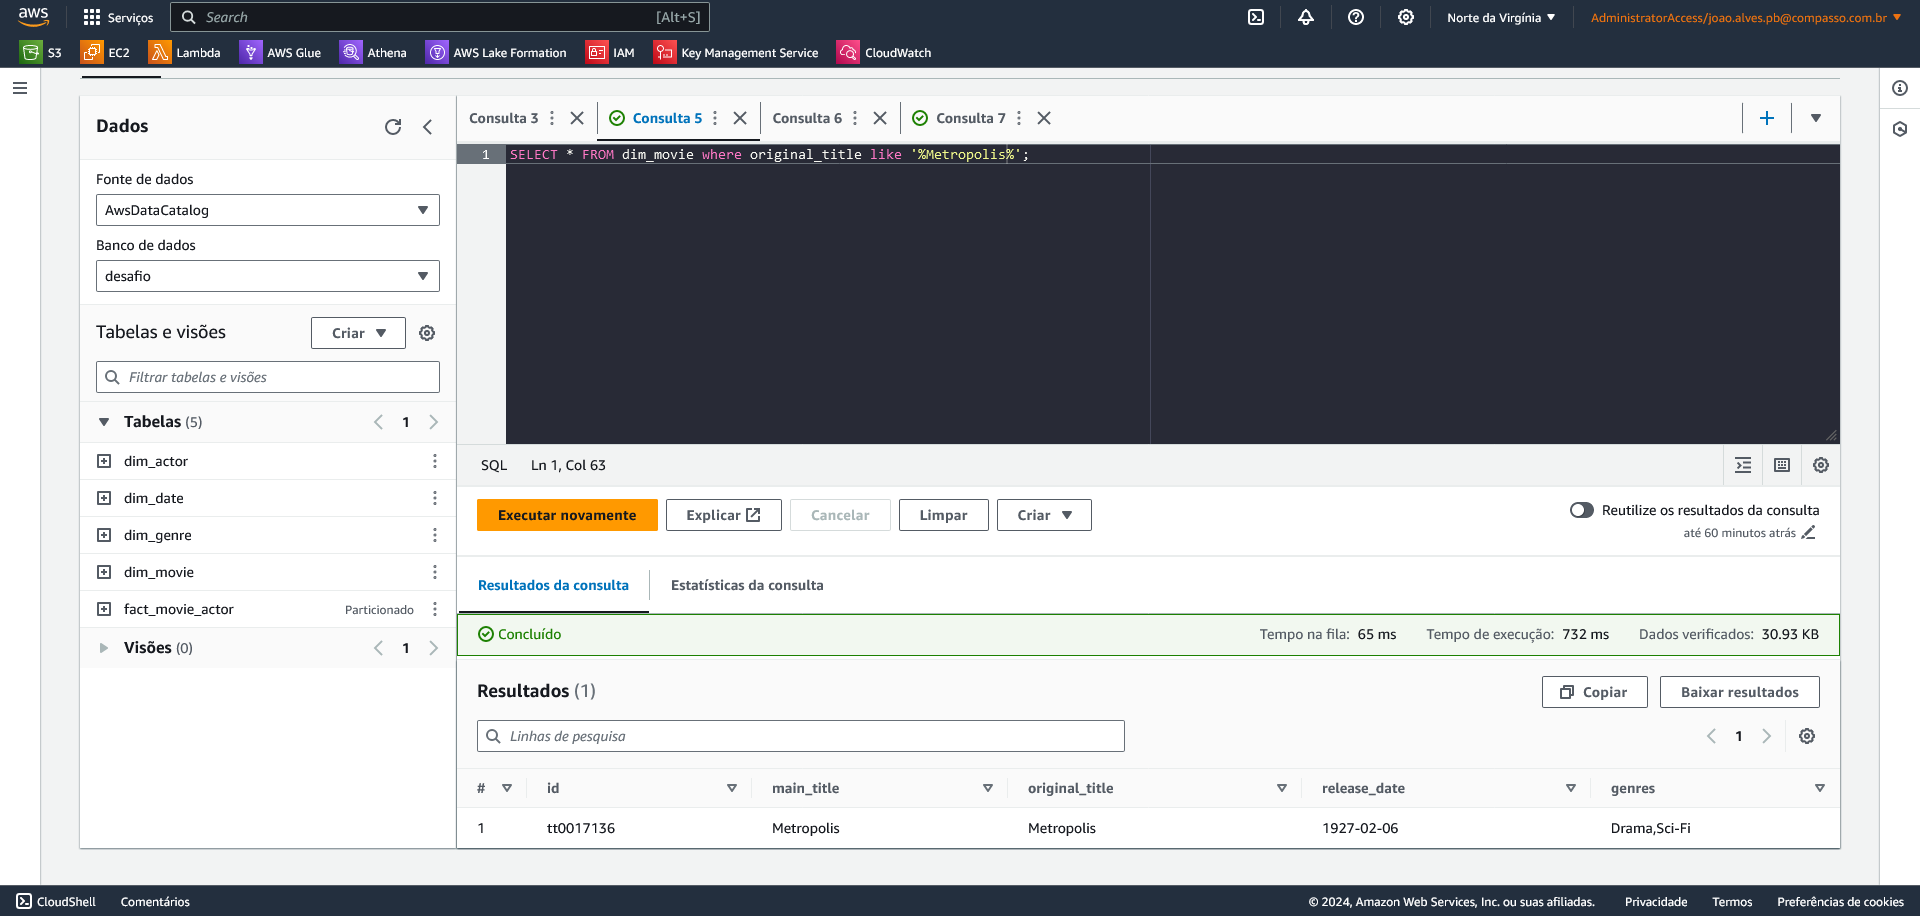 aws
Serviços
Search
[Alt+S]
Norte da Virgínia
AdministratorAccess/joao.alves.pb@compasso.com.br
S3
EC2
Lambda
AWS Glue
Athena
AWS Lake Formation
IAM
Key Management Service
CloudWatch
Dados
Fonte de dados
AwsDataCatalog
Banco de dados
desafio
Tabelas e visões
Criar
Filtrar tabelas e visões
Tabelas (5)
1
dim_actor
dim_date
dim_genre
dim_movie
fact_movie_actor
Particionado
Visões (0)
1
Consulta 3
Consulta 5
Consulta 6
Consulta 7
1
SELECT * FROM dim_movie where original_title like '%Metropolis%';
SQL
Ln 1, Col 63
Executar novamente
Explicar
Cancelar
Limpar
Criar
Reutilize os resultados da consulta
até 60 minutos atrás
Resultados da consulta
Estatísticas da consulta
Concluído
Tempo na fila: 65 ms
Tempo de execução: 732 ms
Dados verificados: 30.93 KB
Resultados (1)
Copiar
Baixar resultados
Linhas de pesquisa
1
# id main_title original_title release_date genres
1 tt0017136 Metropolis Metropolis 1927-02-06 Drama,Sci-Fi
CloudShell
Comentários
© 2024, Amazon Web Services, Inc. ou suas afiliadas.
Privacidade
Termos
Preferências de cookies